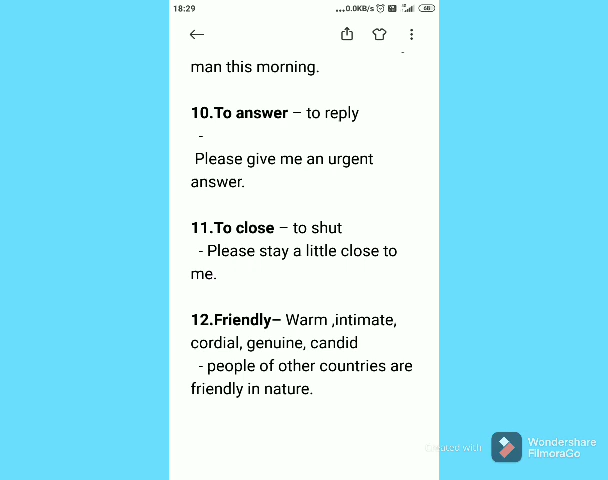 18:29
...0.0KB/s
68
man this morning.
10.To answer – to reply
-
Please give me an urgent
answer.
11.To close – to shut
- Please stay a little close to
me.
12.Friendly– Warm ,intimate,
cordial, genuine, candid
- people of other countries are
friendly in nature.
Created with
Wondershare
FilmoraGo